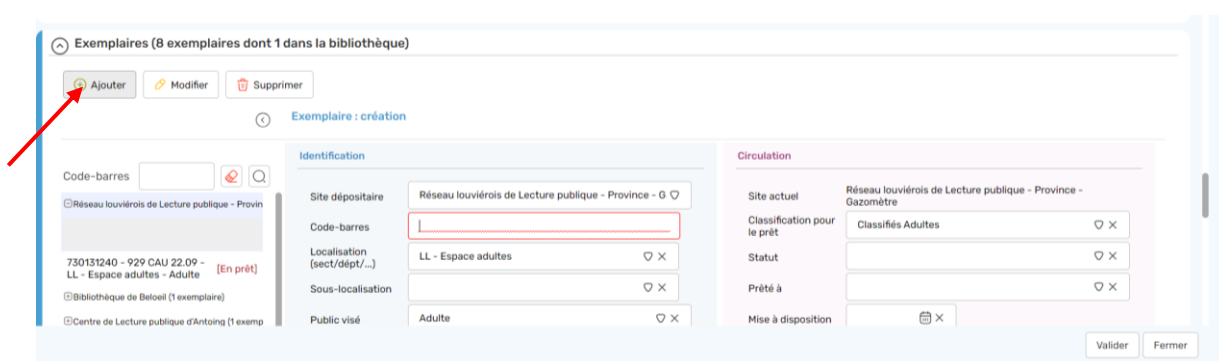 Exemplaires (8 exemplaires dont 1 dans la bibliothèque)
Ajouter Modifier Supprimer
Exemplaire : création
Code-barres
Réseau louviérois de Lecture publique - Provin
730131240 - 929 CAU 22.09 -
LL - Espace adultes - Adulte [En prêt]
Bibliothèque de Beloeil (1 exemplaire)
Centre de Lecture publique d'Antoing (1 exemp
Identification
Site dépositaire Réseau louviérois de Lecture publique - Province - G
Code-barres
Localisation
(sect/dépt/...) LL - Espace adultes
Sous-localisation
Public visé Adulte
Circulation
Site actuel Réseau louviérois de Lecture publique - Province -
Gazomètre
Classification pour
le prêt Classifiés Adultes
Statut
Prêté à
Mise à disposition
Valider Fermer